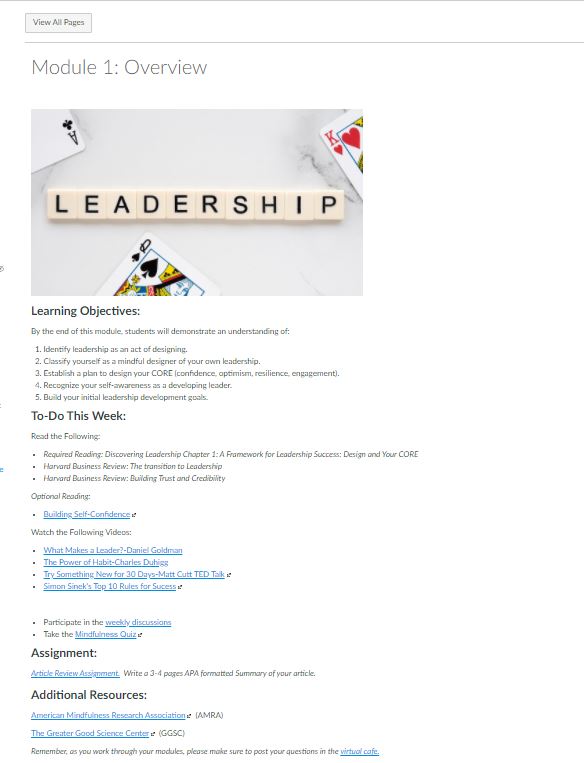 View All Pages
Module 1: Overview
A
K
LEADERSHIP
Q
Learning Objectives:
By the end of this module, students will demonstrate an understanding of:
1. Identify leadership as an act of designing.
2. Classify yourself as a mindful designer of your own leadership.
3. Establish a plan to design your CORE (confidence, optimism, resilience, engagement).
4. Recognize your self-awareness as a developing leader.
5. Build your initial leadership development goals.
To-Do This Week:
Read the Following:
• Required Reading: Discovering Leadership Chapter 1: A Framework for Leadership Success: Design and Your CORE
• Harvard Business Review: The transition to Leadership
• Harvard Business Review: Building Trust and Credibility
Optional Reading:
• Building Self-Confidence
Watch the Following Videos:
• What Makes a Leader?-Daniel Goldman
• The Power of Habit-Charles Duhigg
• Try Something New for 30 Days-Matt Cutt TED Talk
• Simon Sinek's Top 10 Rules for Sucess
• Participate in the weekly discussions
• Take the Mindfulness Quiz
Assignment:
Article Review Assignment. Write a 3-4 pages APA formatted Summary of your article.
Additional Resources:
American Mindfulness Research Association (AMRA)
The Greater Good Science Center (GGSC)
Remember, as you work through your modules, please make sure to post your questions in the virtual cafe.